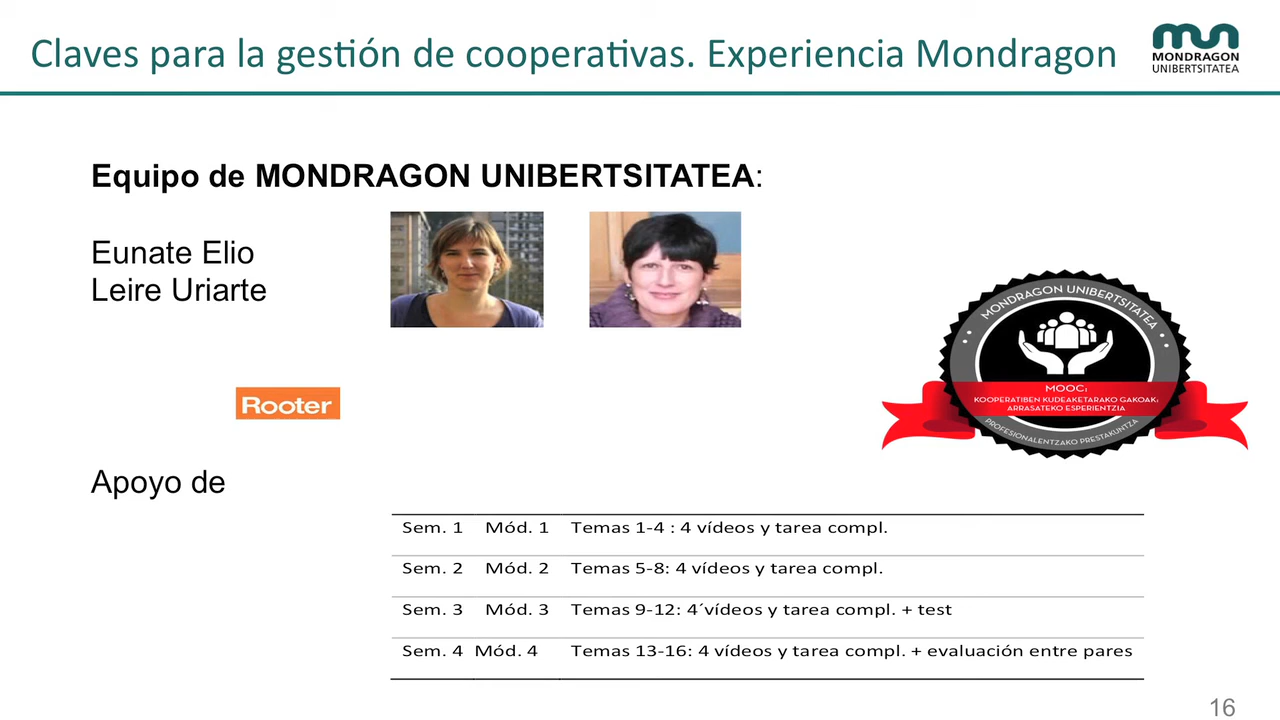 Claves para la gestión de cooperativas. Experiencia Mondragon
MONDRAGON
UNIBERTSITATEA
Equipo de MONDRAGON UNIBERTSITATEA:
Eunate Elio
Leire Uriarte
MONDRAGON UNIBERTSITATEA
MOOC:
KOOPERATIBEN KUDEAKETARAKO GAKOAK:
ARRASATEKO ESPERIENTZIA
PROFESIONALENTZAKO PRESTAKUNTZA
Rooter
Apoyo de
Sem. 1 Mód. 1 Temas 1-4 : 4 vídeos y tarea compl.
Sem. 2 Mód. 2 Temas 5-8: 4 vídeos y tarea compl.
Sem. 3 Mód. 3 Temas 9-12: 4´vídeos y tarea compl. + test
Sem. 4 Mód. 4 Temas 13-16: 4 vídeos y tarea compl. + evaluación entre pares
16